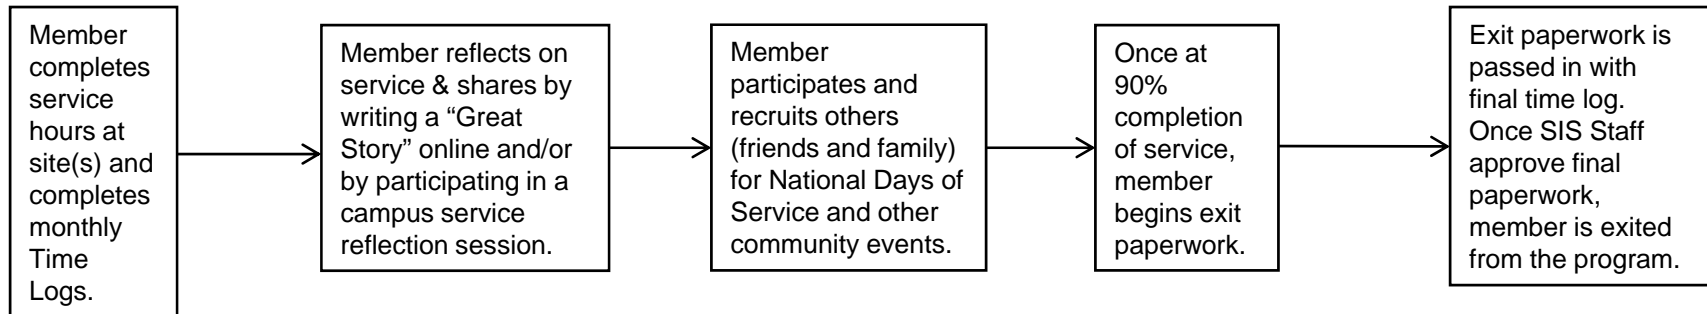 Member
completes
service
hours at
site(s) and
completes
monthly
Time
Logs.
Member reflects on
service & shares by
writing a “Great
Story” online and/or
by participating in a
campus service
reflection session.
Member
participates and
recruits others
(friends and family)
for National Days of
Service and other
community events.
Once at
90%
completion
of service,
member
begins exit
paperwork.
Exit paperwork is
passed in with
final time log.
Once SIS Staff
approve final
paperwork,
member is exited
from the program.